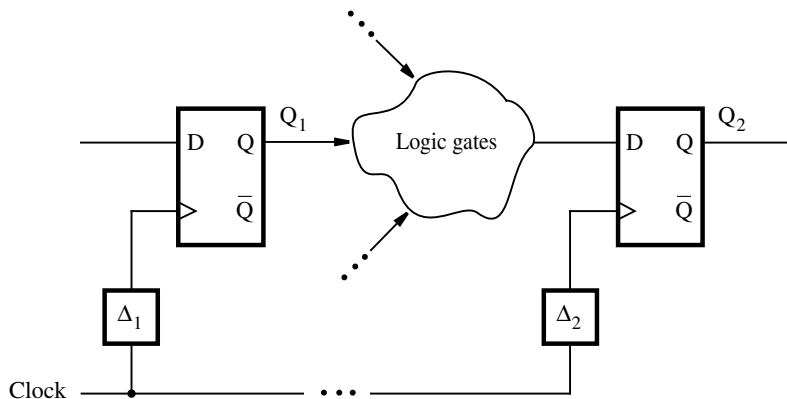 Q1
Q2
D Q
Logic gates
D Q
Q̅
Q̅
Δ1
Δ2
Clock